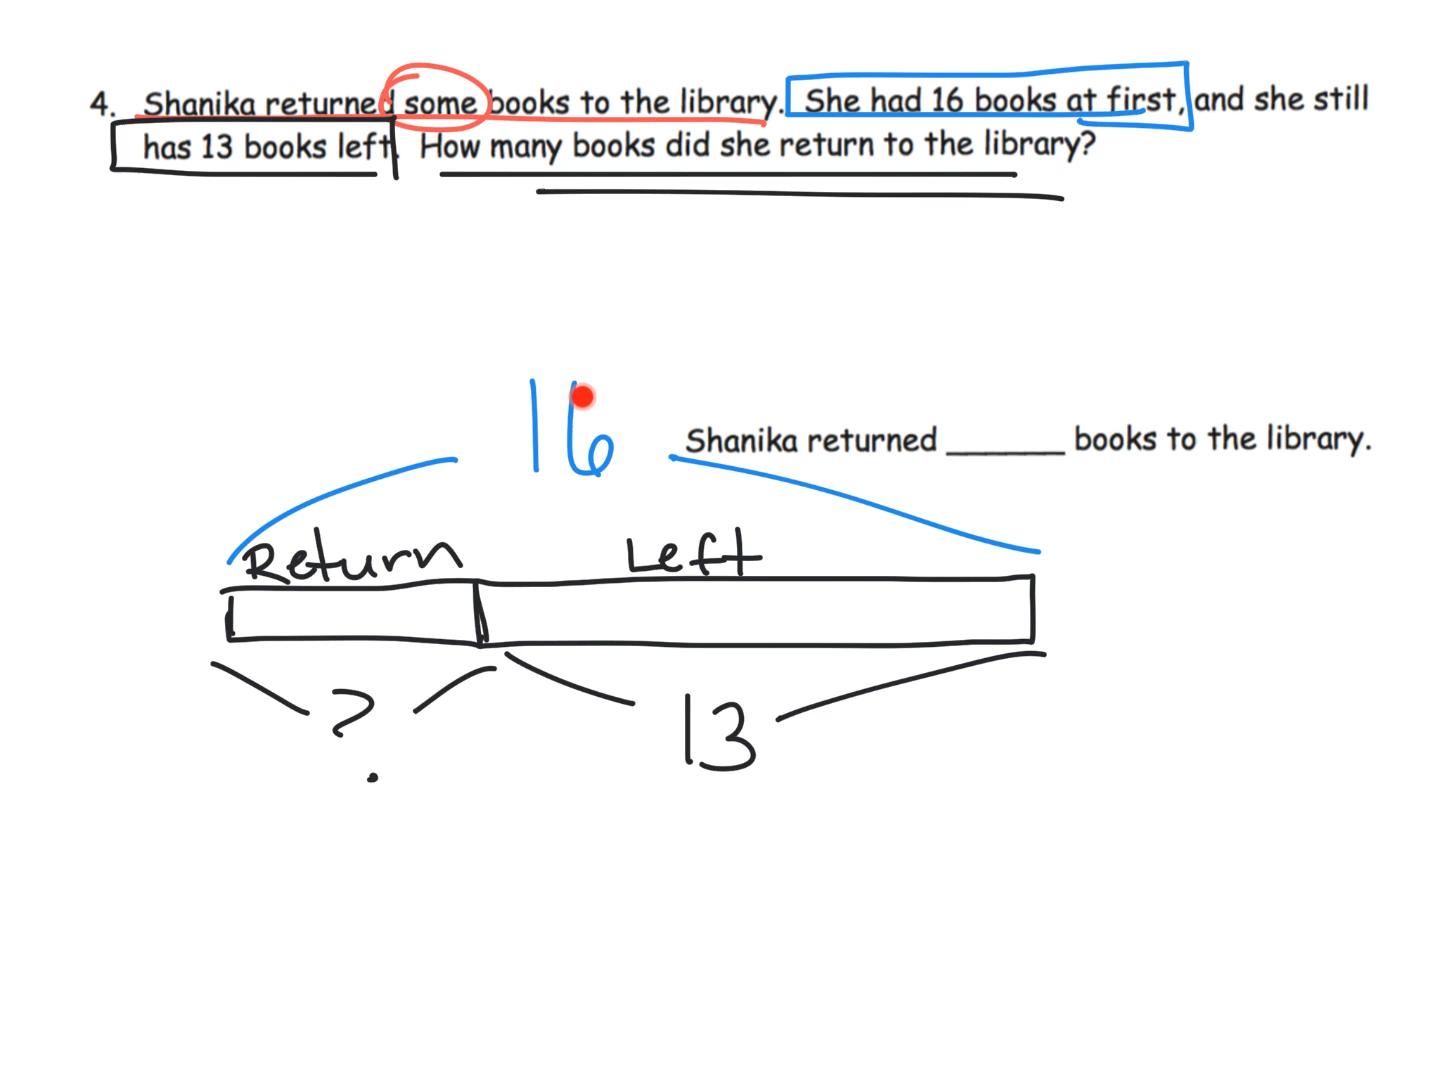 4. Shanika returned some books to the library. She had 16 books at first, and she still
has 13 books left. How many books did she return to the library?
16
Shanika returned ______ books to the library.
Return Left
? 13